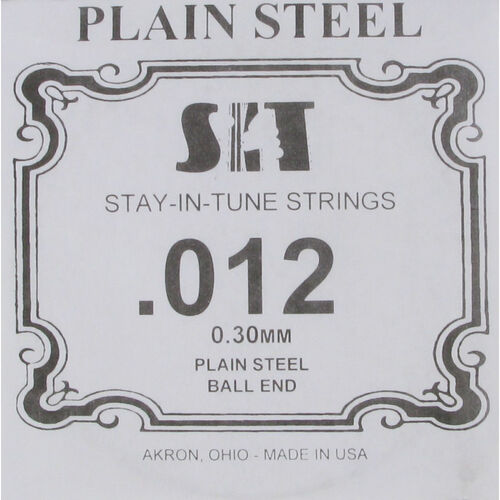 PLAIN STEEL
SIT
STAY-IN-TUNE STRINGS
.012
0.30MM
PLAIN STEEL
BALL END
AKRON, OHIO - MADE IN USA